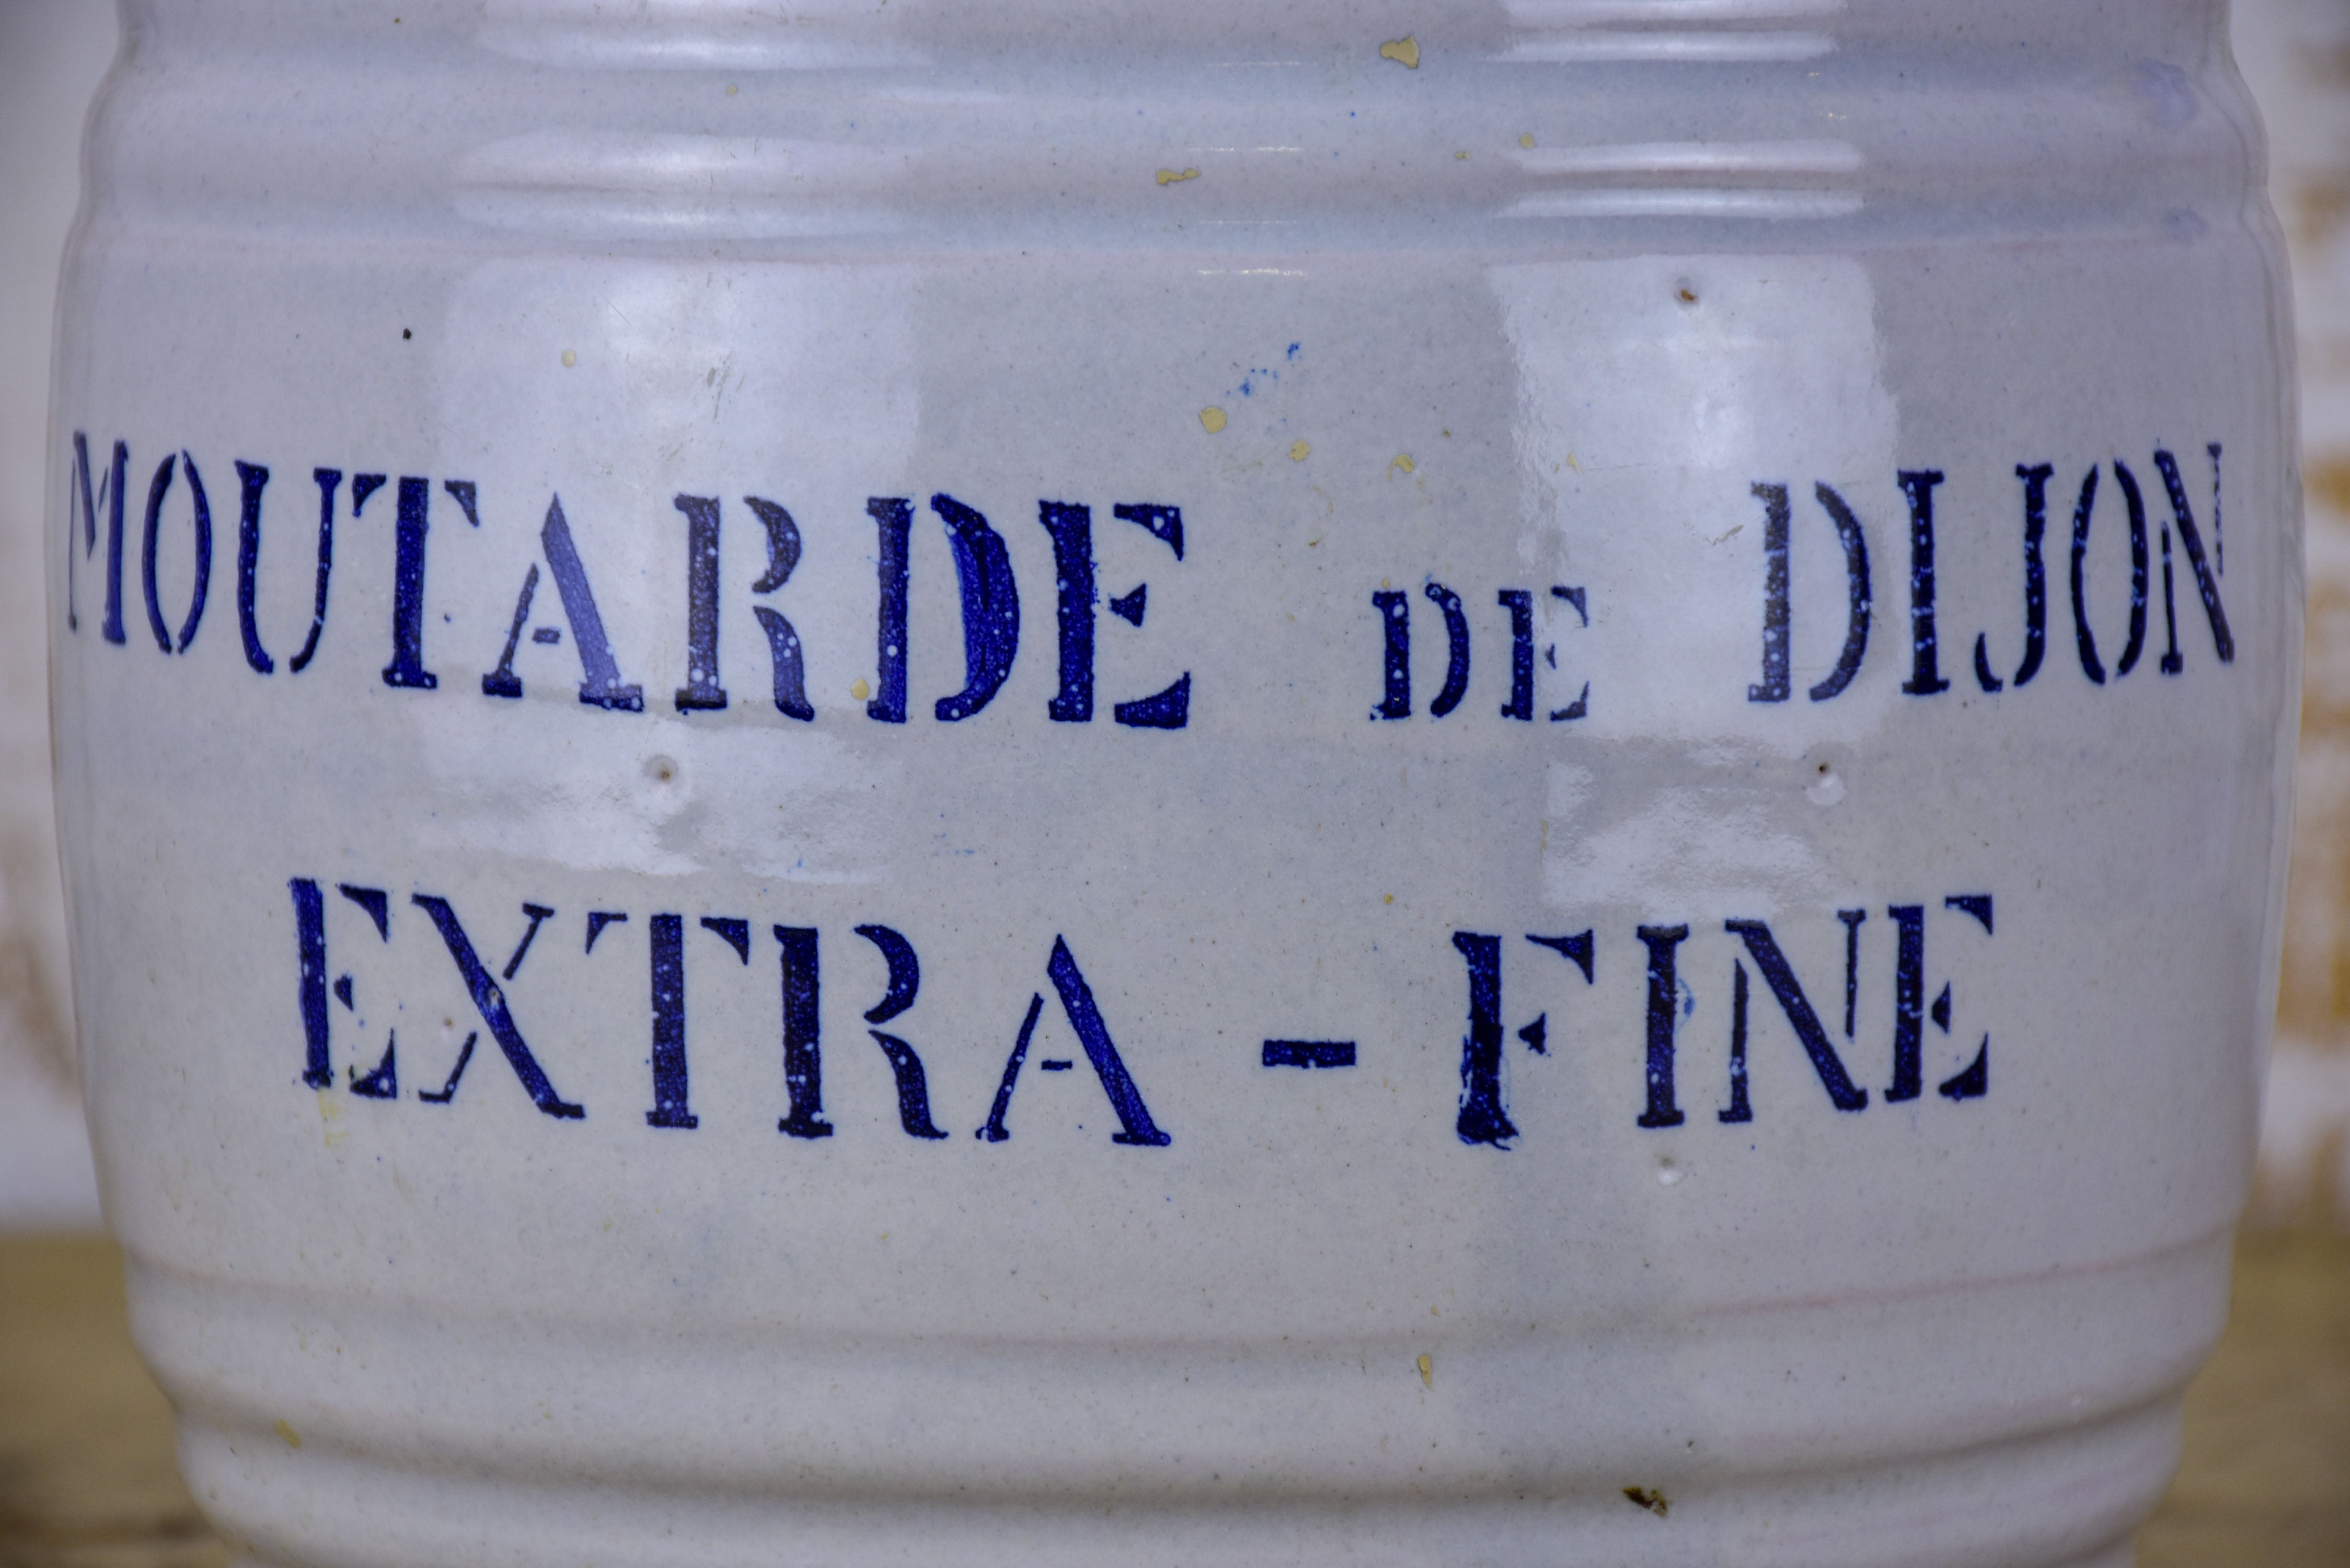 MOUTARDE DE DIJON
EXTRA - FINE